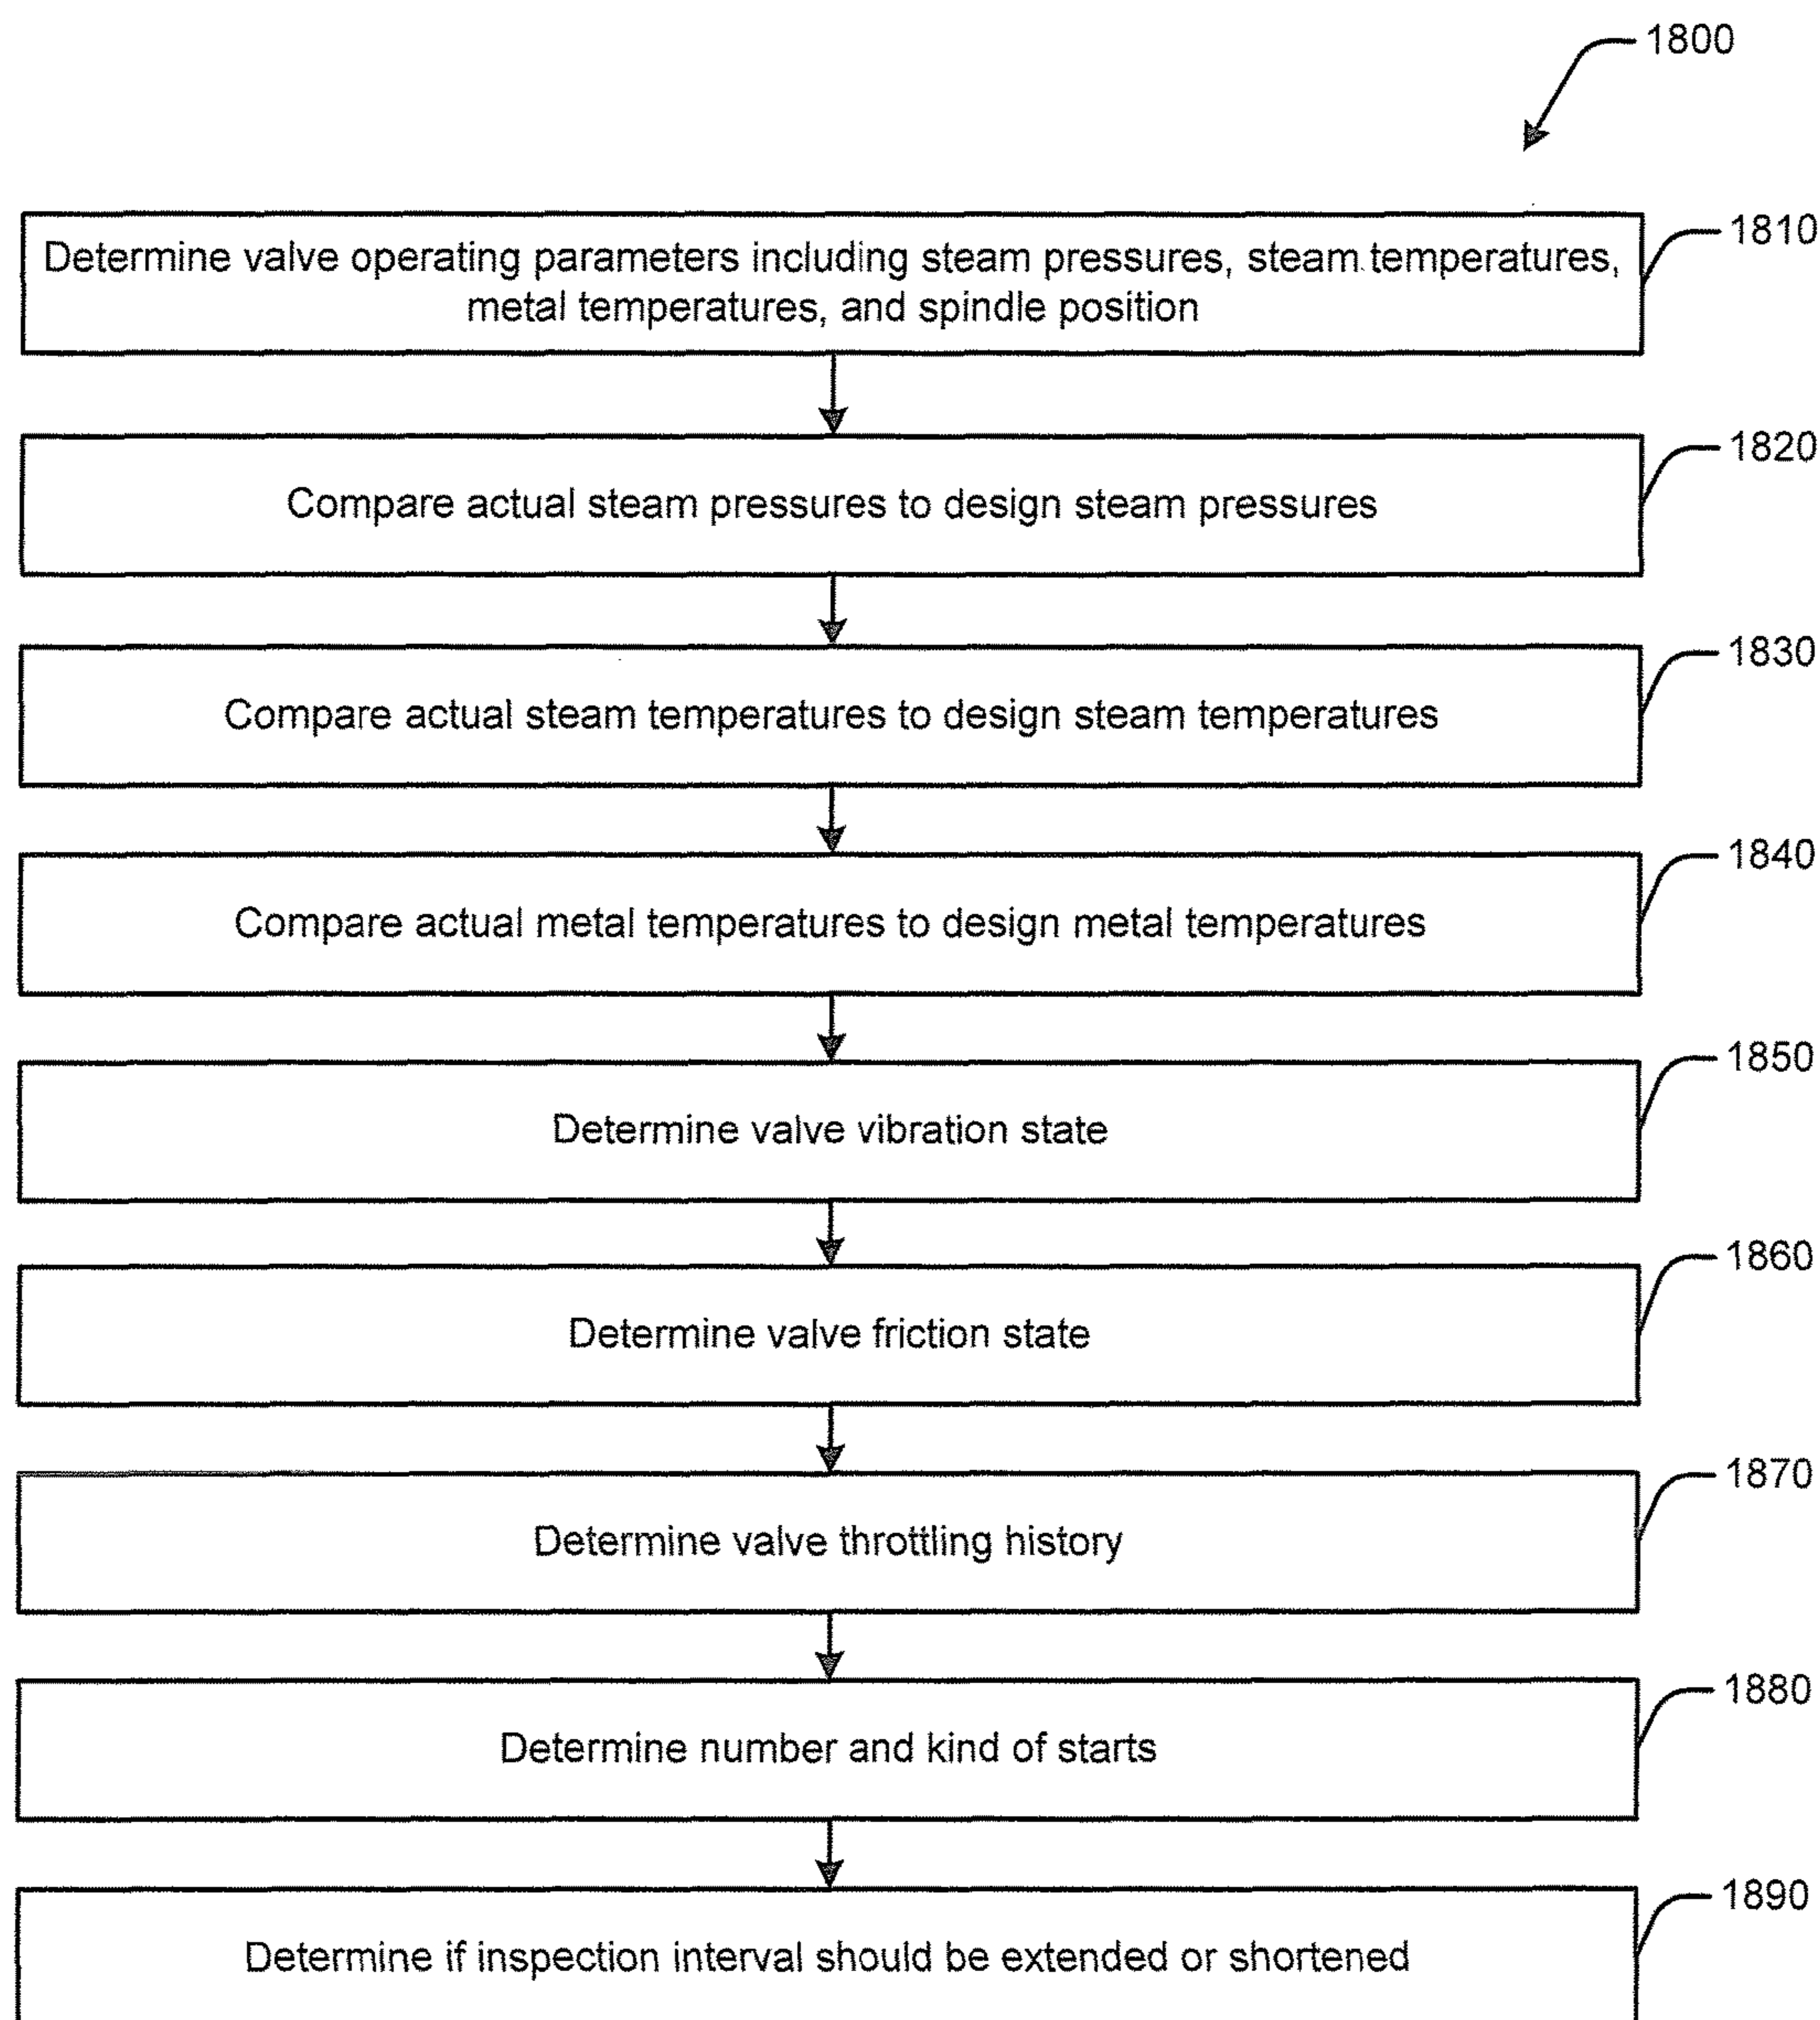 1800
Determine valve operating parameters including steam pressures, steam temperatures,
metal temperatures, and spindle position
1810
Compare actual steam pressures to design steam pressures
1820
Compare actual steam temperatures to design steam temperatures
1830
Compare actual metal temperatures to design metal temperatures
1840
Determine valve vibration state
1850
Determine valve friction state
1860
Determine valve throttling history
1870
Determine number and kind of starts
1880
Determine if inspection interval should be extended or shortened
1890